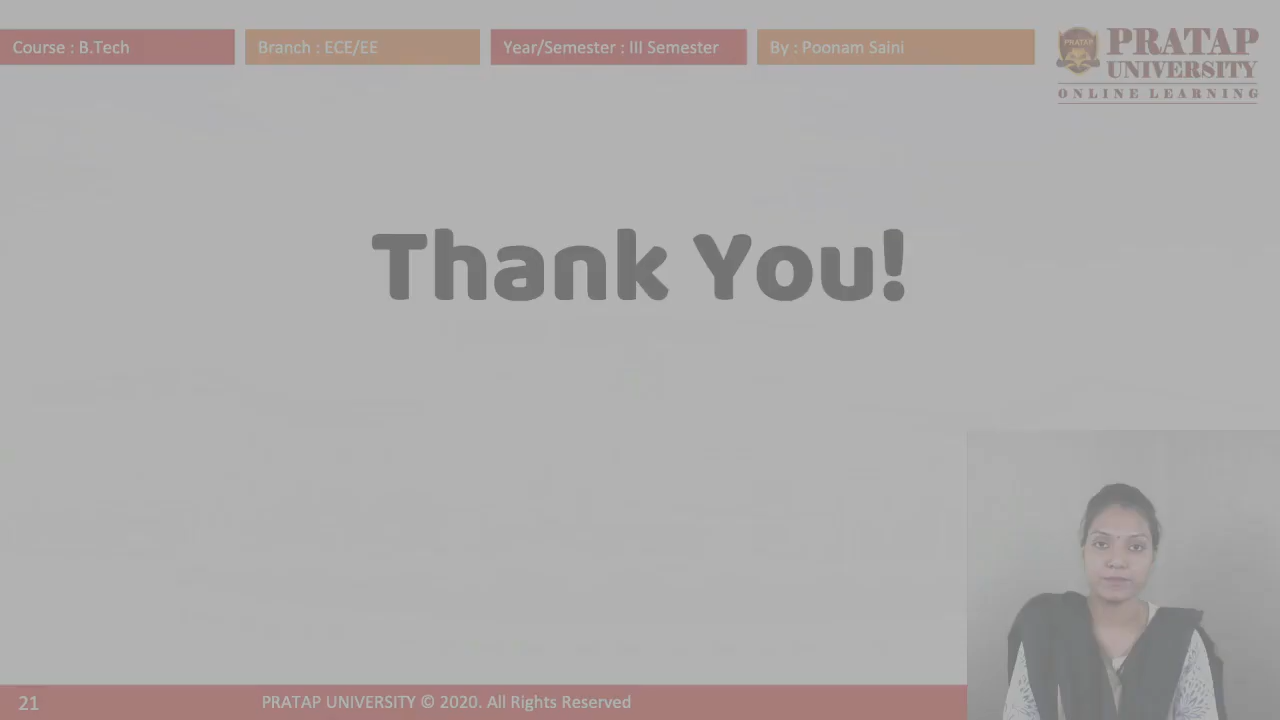 Course : B.Tech
Branch : ECE/EE
Year/Semester : III Semester
By : Poonam Saini
PRATAP
PRATAP
UNIVERSITY
ONLINE LEARNING
Thank You!
21
PRATAP UNIVERSITY © 2020. All Rights Reserved